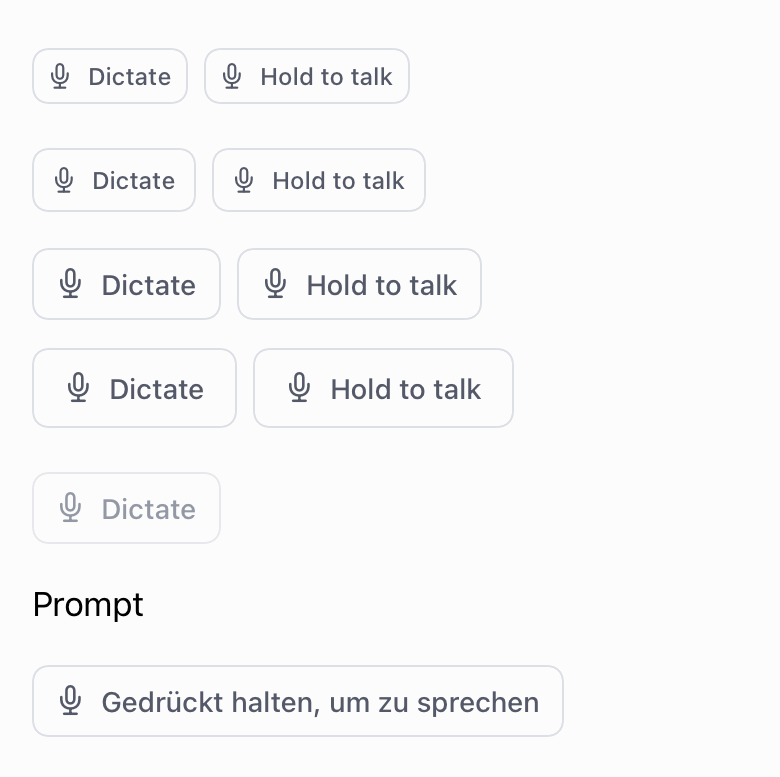 Dictate Hold to talk
Dictate Hold to talk
Dictate Hold to talk
Dictate Hold to talk
Dictate
Prompt
Gedrückt halten, um zu sprechen